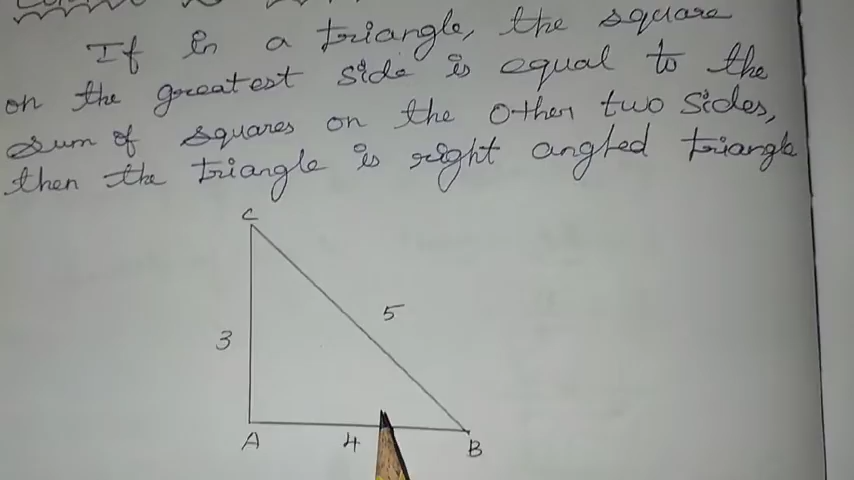 If in a triangle, the square
on the greatest side is equal to the
sum of squares on the other two sides,
then the triangle is right angled triangle
C
5
3
A
4
B